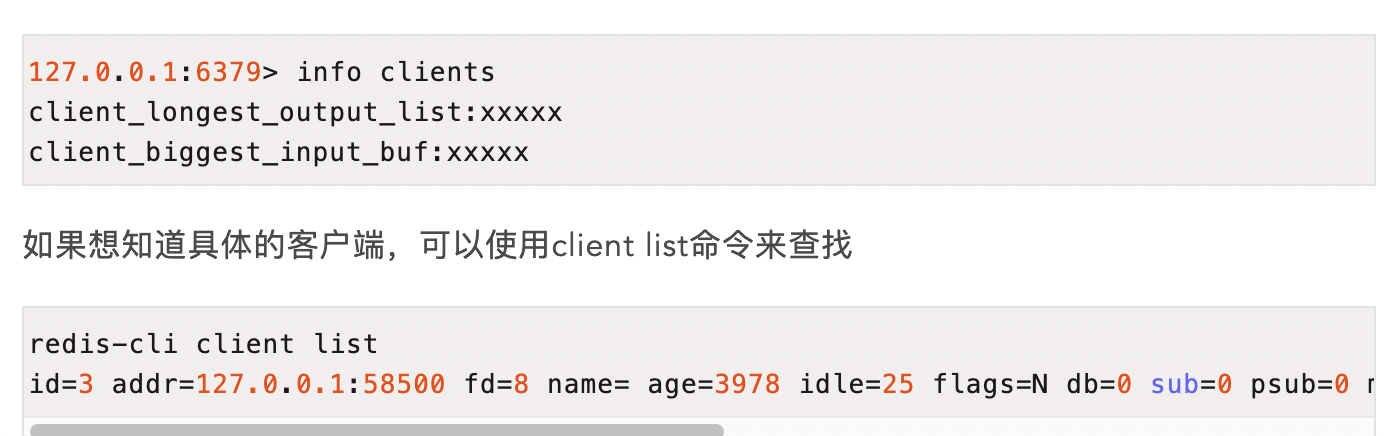 127.0.0.1:6379> info clients
client_longest_output_list:xxxxx
client_biggest_input_buf:xxxxx
如果想知道具体的客户端，可以使用client list命令来查找
redis-cli client list
id=3 addr=127.0.0.1:58500 fd=8 name= age=3978 idle=25 flags=N db=0 sub=0 psub=0